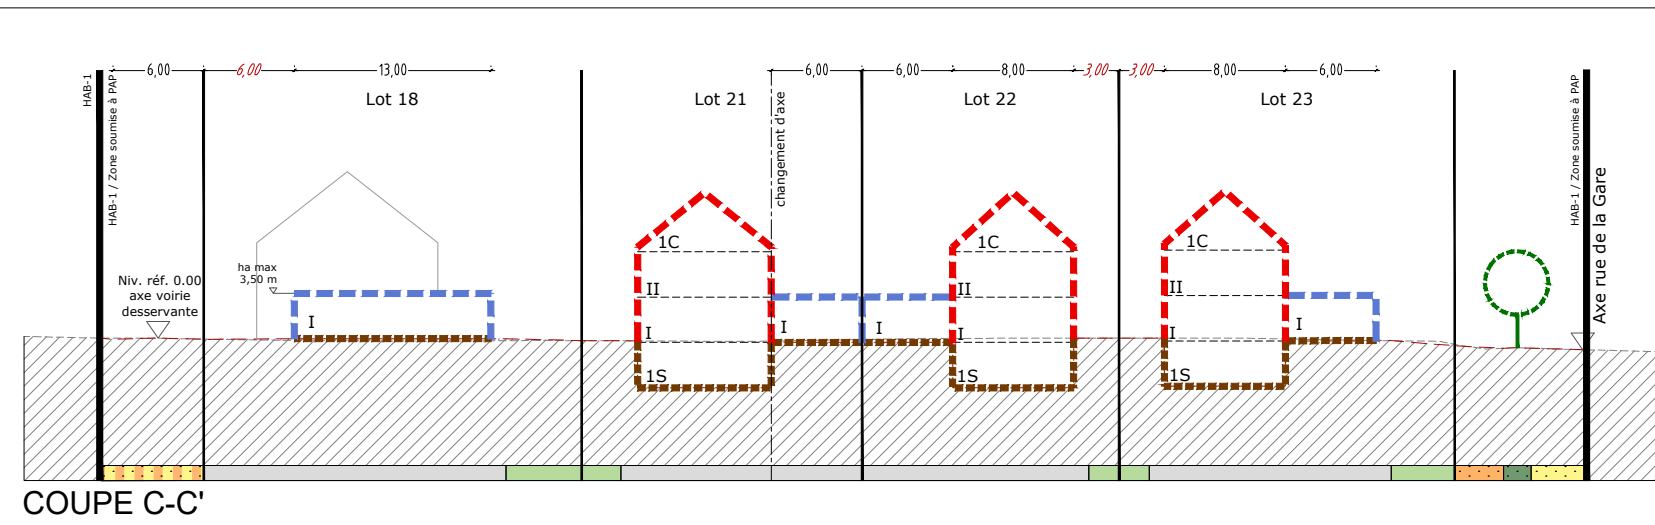 6,00
6,00
13,00
6,00
6,00
8,00
3,00
3,00
8,00
6,00
HAB-1
HAB-1 / Zone soumise à PAP
Lot 18
Lot 21
changement d'axe
Lot 22
Lot 23
HAB-1 / Zone soumise à PAP
Axe rue de la Gare
Niv. réf. 0.00
axe voirie
desservante
ha max
3,50 m
I
1C
II
I
1S
I
I
1C
II
I
1S
1C
II
I
1S
I
COUPE C-C'